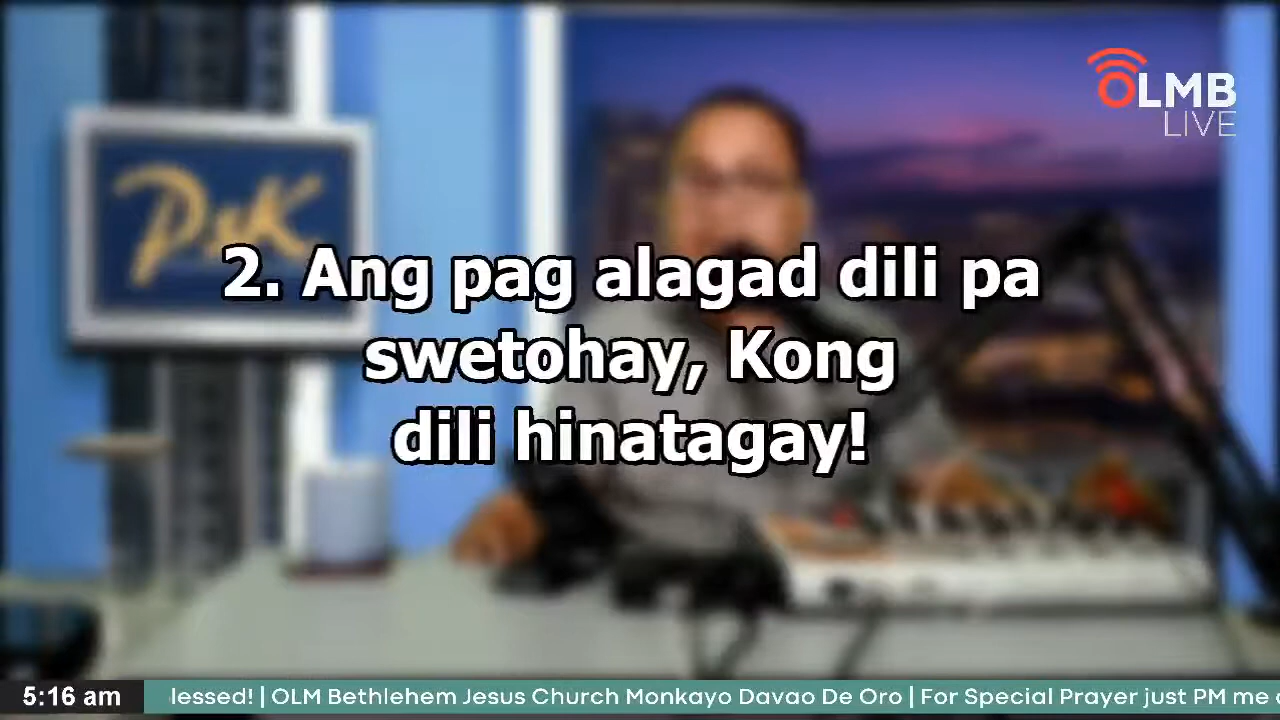 OLMB
LIVE
PsK
2. Ang pag alagad dili pa
swetohay, Kong
dili hinatagay!
5:16 am
lessed! | OLM Bethlehem Jesus Church Monkayo Davao De Oro | For Special Prayer just PM me